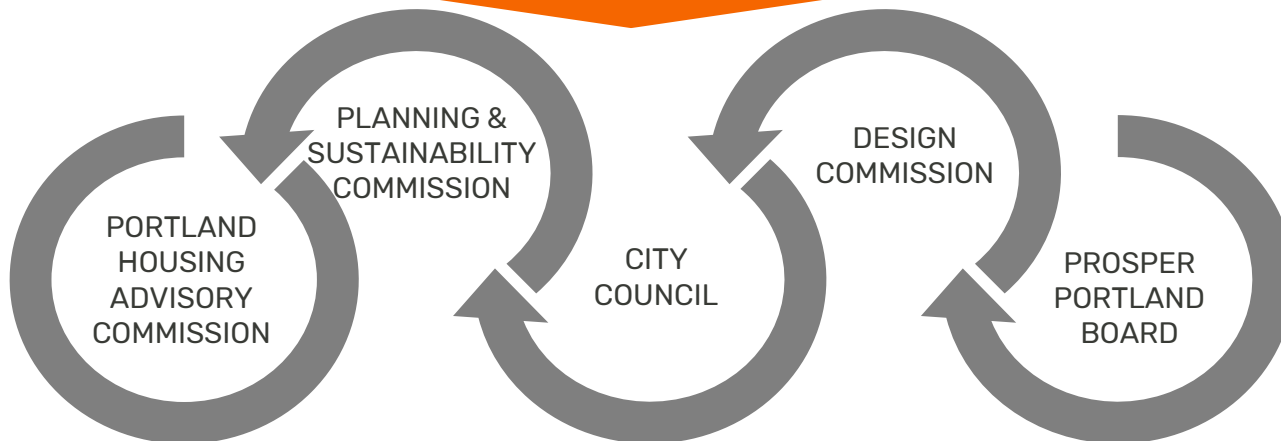 PORTLAND
HOUSING
ADVISORY
COMMISSION
PLANNING &
SUSTAINABILITY
COMMISSION
CITY
COUNCIL
DESIGN
COMMISSION
PROSPER
PORTLAND
BOARD